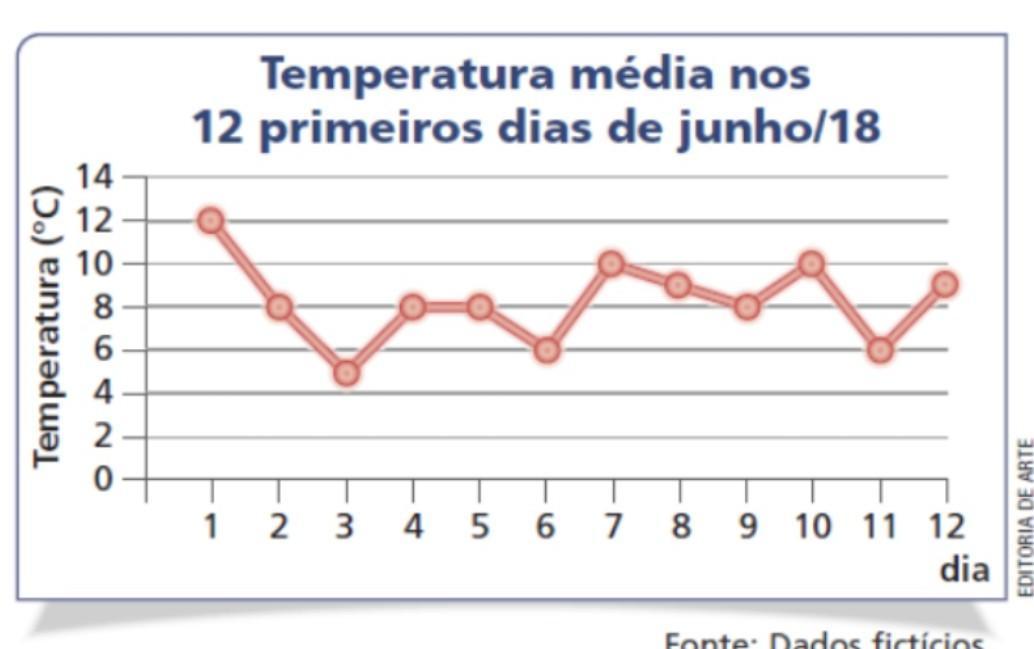 Temperatura média nos
12 primeiros dias de junho/18
Temperatura (ºC)
14
12
10
8
6
4
2
0
1 2 3 4 5 6 7 8 9 10 11 12
dia
EDITORIA DE ARTE
Fonte: Dados fictícios.